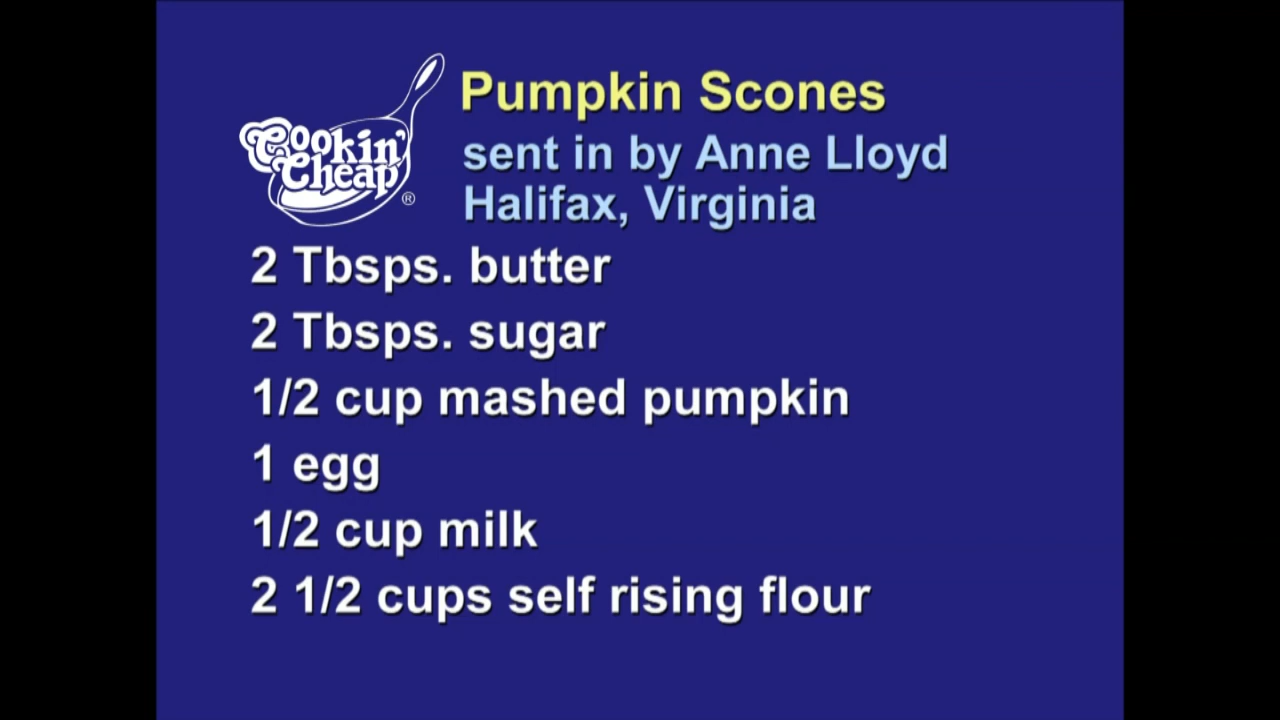 Cookin'
Cheap
®
Pumpkin Scones
sent in by Anne Lloyd
Halifax, Virginia
2 Tbsps. butter
2 Tbsps. sugar
1/2 cup mashed pumpkin
1 egg
1/2 cup milk
2 1/2 cups self rising flour